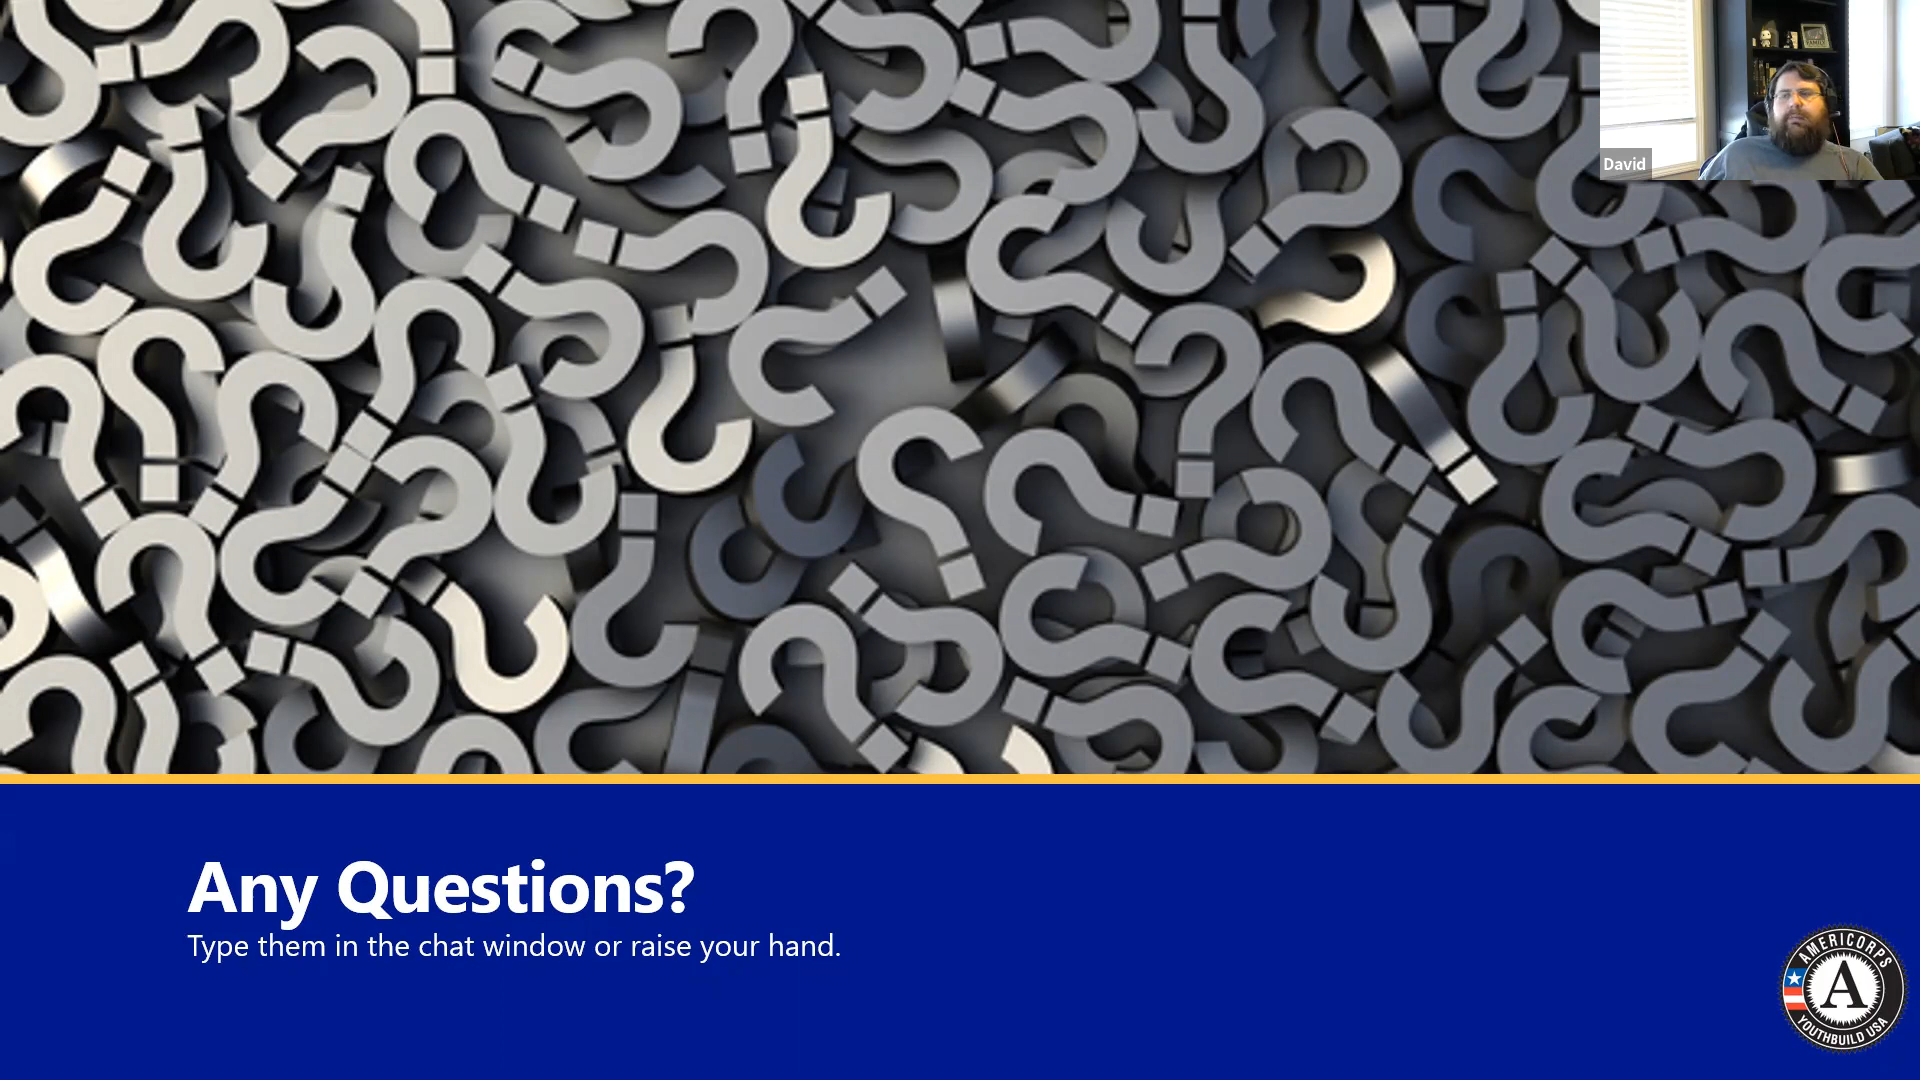 David
Any Questions?
Type them in the chat window or raise your hand.
AMERICORPS
A
YOUTHBUILD USA